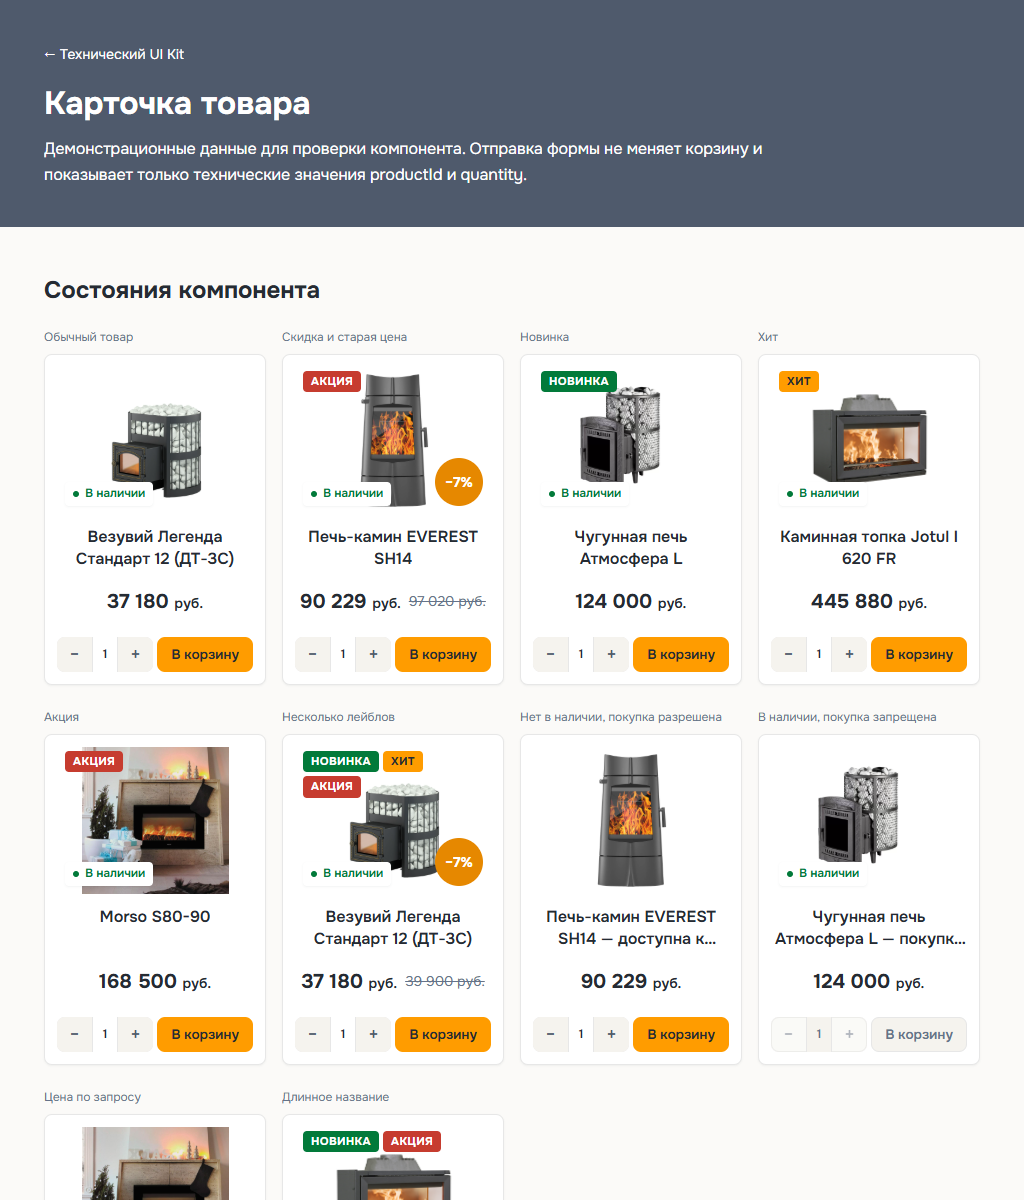 ← Технический UI Kit
Карточка товара
Демонстрационные данные для проверки компонента. Отправка формы не меняет корзину и
показывает только технические значения productId и quantity.
Состояния компонента
Обычный товар
В наличии
Везувий Легенда
Стандарт 12 (ДТ-3С)
37 180 руб.
− 1 + В корзину
Скидка и старая цена
АКЦИЯ
−7%
В наличии
Печь-камин EVEREST
SH14
90 229 руб. 97 020 руб.
− 1 + В корзину
Новинка
НОВИНКА
В наличии
Чугунная печь
Атмосфера L
124 000 руб.
− 1 + В корзину
Хит
ХИТ
В наличии
Каминная топка Jotul I
620 FR
445 880 руб.
− 1 + В корзину
Акция
АКЦИЯ
В наличии
Morso S80-90
168 500 руб.
− 1 + В корзину
Несколько лейблов
НОВИНКА ХИТ
АКЦИЯ
−7%
В наличии
Везувий Легенда
Стандарт 12 (ДТ-3С)
37 180 руб. 39 900 руб.
− 1 + В корзину
Нет в наличии, покупка разрешена
Печь-камин EVEREST
SH14 — доступна к...
90 229 руб.
− 1 + В корзину
В наличии, покупка запрещена
В наличии
Чугунная печь
Атмосфера L — покупк...
124 000 руб.
− 1 + В корзину
Цена по запросу
Длинное название
НОВИНКА АКЦИЯ